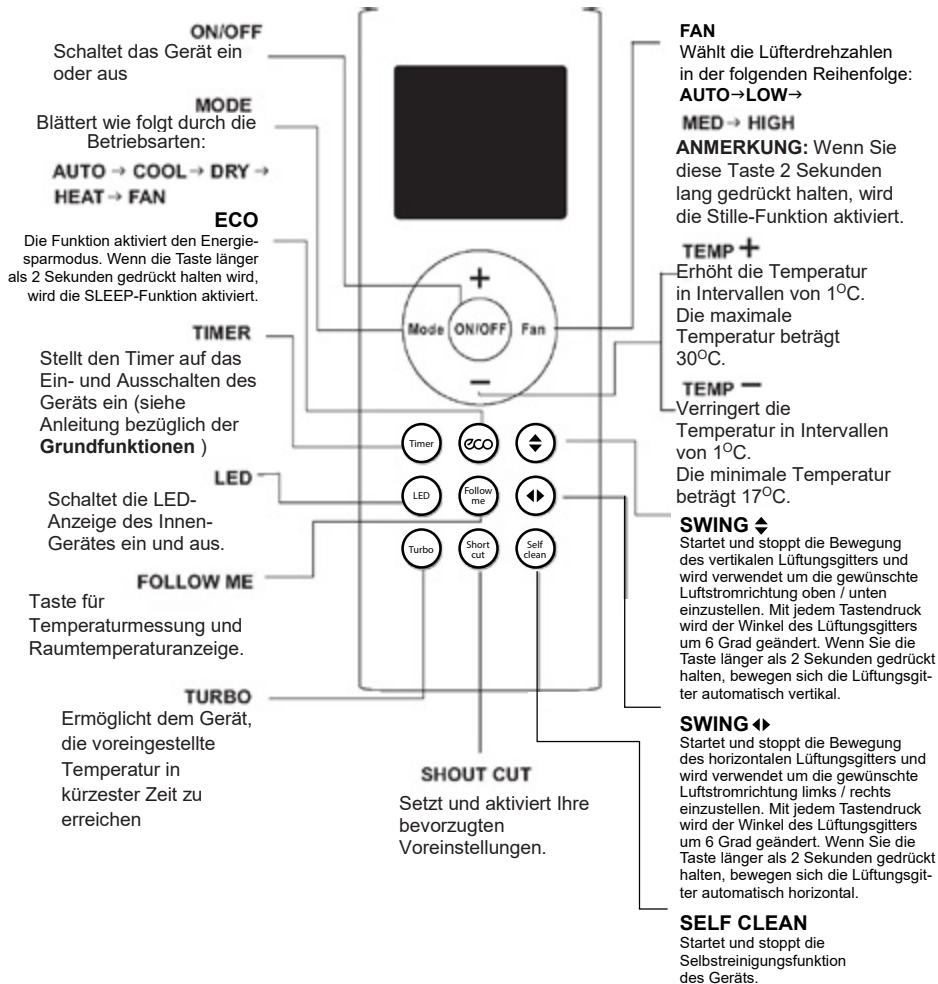 ON/OFF
Schaltet das Gerät ein
oder aus
MODE
Blättert wie folgt durch die
Betriebsarten:
AUTO → COOL → DRY →
HEAT → FAN
ECO
Die Funktion aktiviert den Energie-
sparmodus. Wenn die Taste länger
als 2 Sekunden gedrückt halten wird,
wird die SLEEP-Funktion aktiviert.
TIMER
Stellt den Timer auf das
Ein- und Ausschalten des
Geräts ein (siehe
Anleitung bezüglich der
Grundfunktionen )
LED
Schaltet die LED-
Anzeige des Innen-
Gerätes ein und aus.
FOLLOW ME
Taste für
Temperaturmessung und
Raumtemperaturanzeige.
TURBO
Ermöglicht dem Gerät,
die voreingestellte
Temperatur in
kürzester Zeit zu
erreichen
+
Mode ON/OFF Fan
−
Timer eco
LED Follow
me
Turbo Short
cut Self
clean
SHOUT CUT
Setzt und aktiviert Ihre
bevorzugten
Voreinstellungen.
FAN
Wählt die Lüfterdrehzahlen
in der folgenden Reihenfolge:
AUTO→LOW→
MED → HIGH
ANMERKUNG: Wenn Sie
diese Taste 2 Sekunden
lang gedrückt halten, wird
die Stille-Funktion aktiviert.
TEMP +
Erhöht die Temperatur
in Intervallen von 1°C.
Die maximale
Temperatur beträgt
30°C.
TEMP −
Verringert die
Temperatur in Intervallen
von 1°C.
Die minimale Temperatur
beträgt 17°C.
SWING
Startet und stoppt die Bewegung
des vertikalen Lüftungsgitters und
wird verwendet um die gewünschte
Luftstromrichtung oben / unten
einzustellen. Mit jedem Tastendruck
wird der Winkel des Lüftungsgitters
um 6 Grad geändert. Wenn Sie die
Taste länger als 2 Sekunden gedrückt
halten, bewegen sich die Lüftungsgit-
ter automatisch vertikal.
SWING
Startet und stoppt die Bewegung
des horizontalen Lüftungsgitters und
wird verwendet um die gewünschte
Luftstromrichtung limks / rechts
einzustellen. Mit jedem Tastendruck
wird der Winkel des Lüftungsgitters
um 6 Grad geändert. Wenn Sie die
Taste länger als 2 Sekunden gedrückt
halten, bewegen sich die Lüftungsgit-
ter automatisch horizontal.
SELF CLEAN
Startet und stoppt die
Selbstreinigungsfunktion
des Geräts.